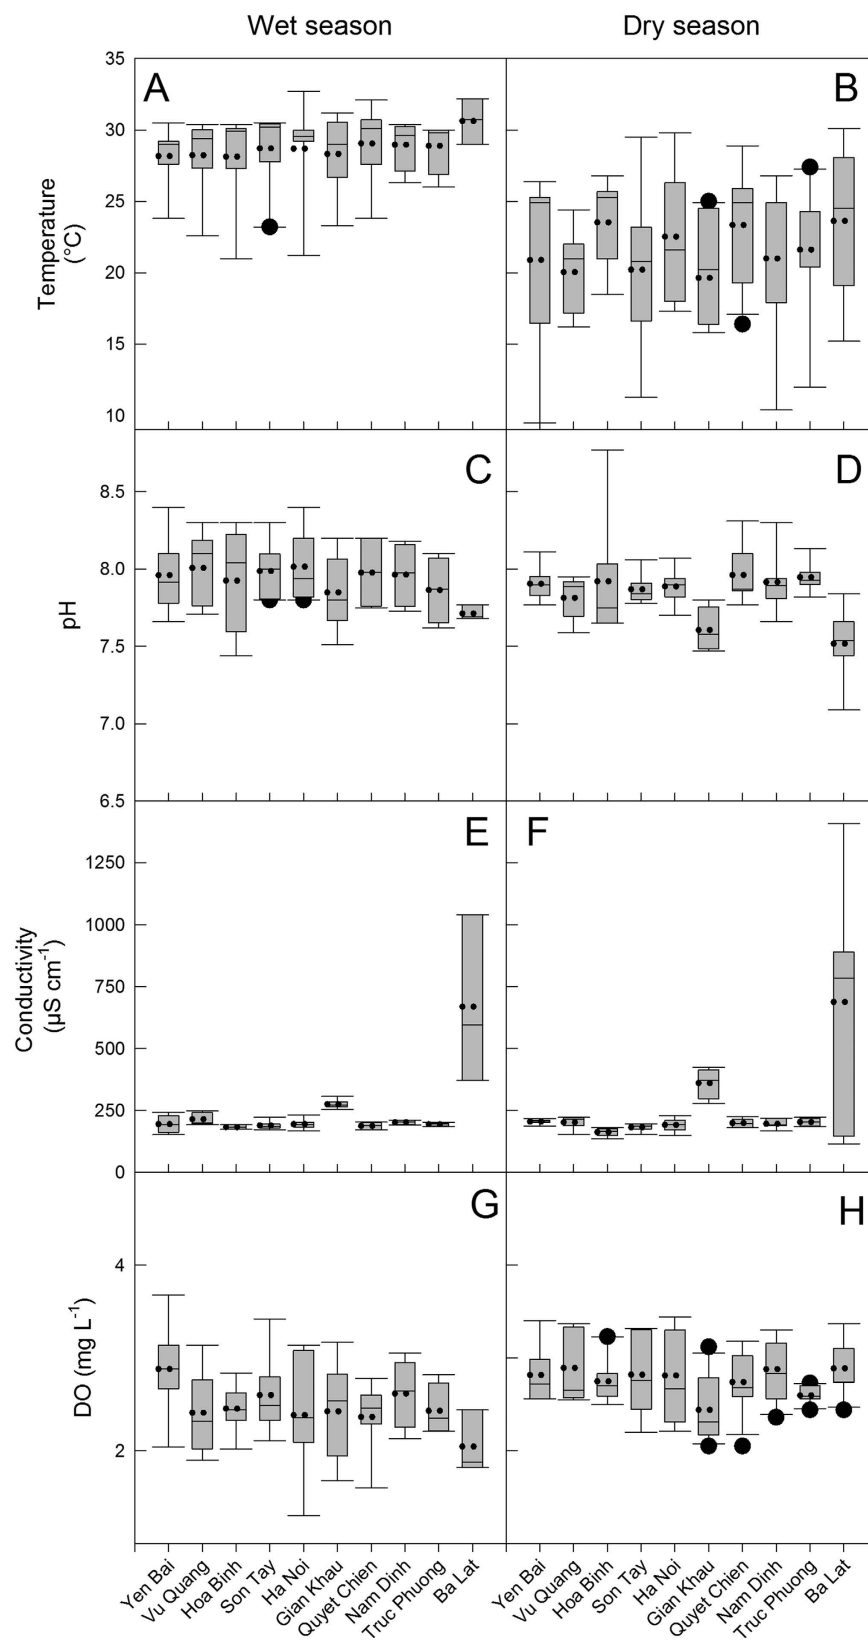 Wet season
Dry season
35
A
B
30
25
20
15
10
Temperature
(°C)
C
D
8.5
8.0
7.5
7.0
6.5
pH
E
F
1250
1000
750
500
250
0
Conductivity
(µS cm-1)
G
H
4
2
DO (mg L-1)
Yen Bai
Vu Quang
Hoa Binh
Son Tay
Ha Noi
Gian Khau
Quyet Chien
Nam Dinh
Truc Phuong
Ba Lat
Yen Bai
Vu Quang
Hoa Binh
Son Tay
Ha Noi
Gian Khau
Quyet Chien
Nam Dinh
Truc Phuong
Ba Lat